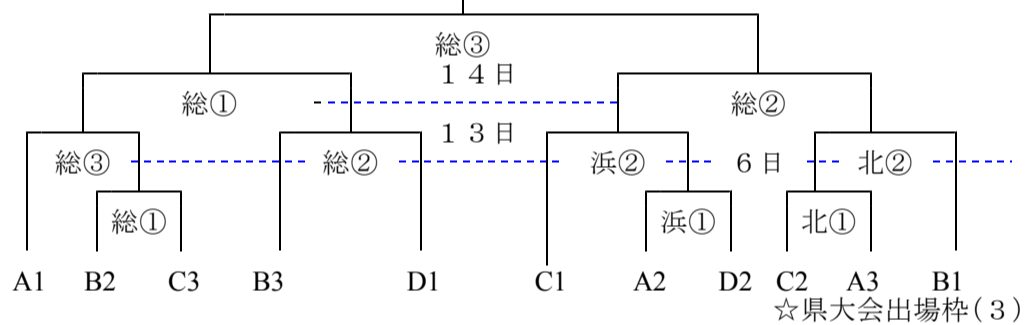 総③
１４日
総① 総②
１３日
総③ 総② 浜② ６日 北②
総① 浜① 北①
A1 B2 C3 B3 D1 C1 A2 D2 C2 A3 B1
☆県大会出場枠(３)